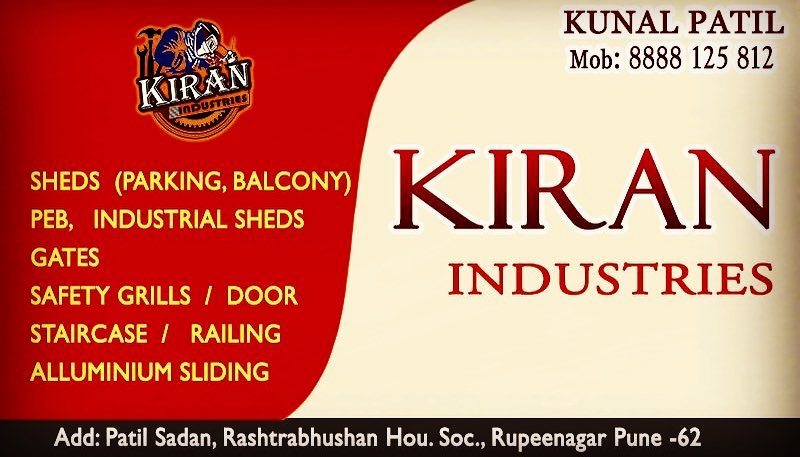 KIRAN
INDUSTRIES
KUNAL PATIL
Mob: 8888 125 812
SHEDS (PARKING, BALCONY)
PEB, INDUSTRIAL SHEDS
GATES
SAFETY GRILLS / DOOR
STAIRCASE / RAILING
ALLUMINIUM SLIDING
KIRAN
INDUSTRIES
Add: Patil Sadan, Rashtrabhushan Hou. Soc., Rupeenagar Pune -62